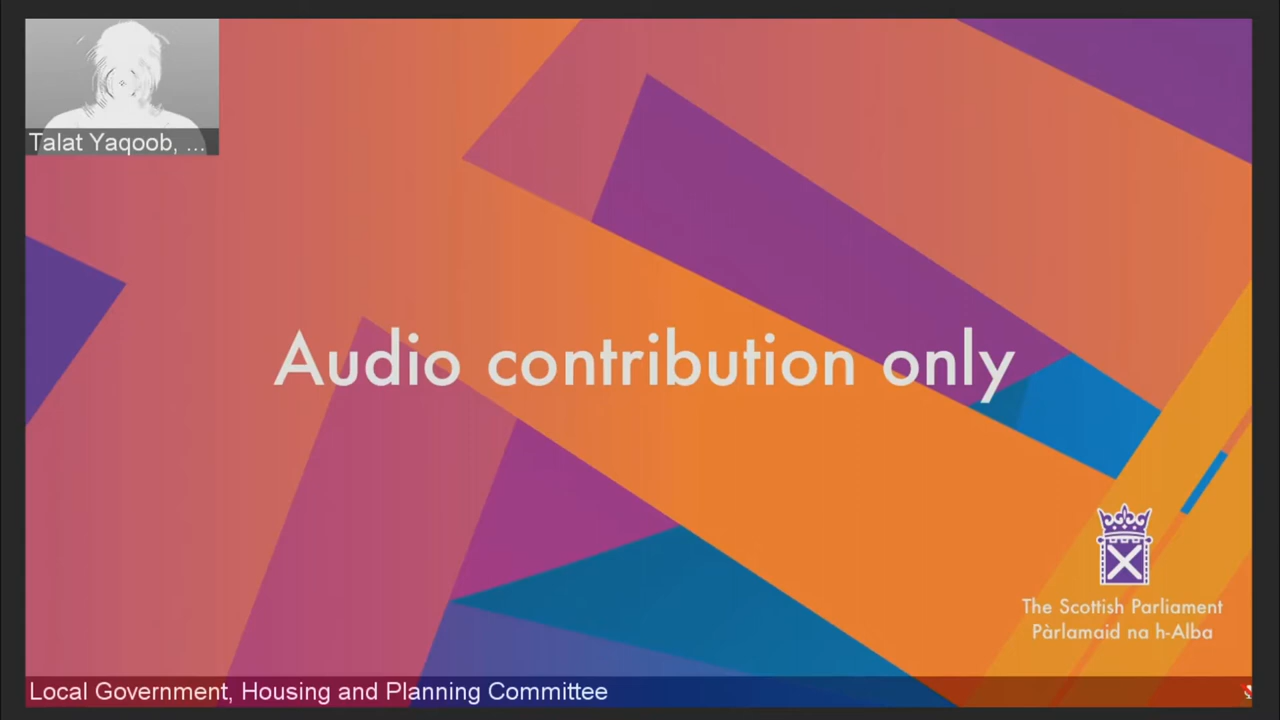 Talat Yaqoob, ...
Audio contribution only
The Scottish Parliament
Pàrlamaid na h-Alba
Local Government, Housing and Planning Committee